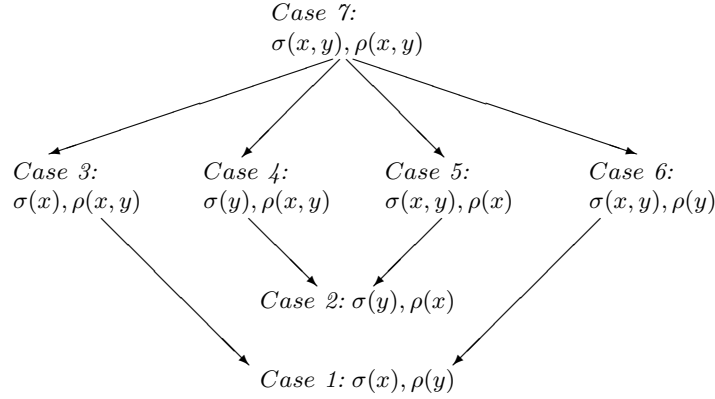 Case 7:
σ(x, y), ρ(x, y)
Case 3:
σ(x), ρ(x, y)
Case 4:
σ(y), ρ(x, y)
Case 5:
σ(x, y), ρ(x)
Case 6:
σ(x, y), ρ(y)
Case 2: σ(y), ρ(x)
Case 1: σ(x), ρ(y)